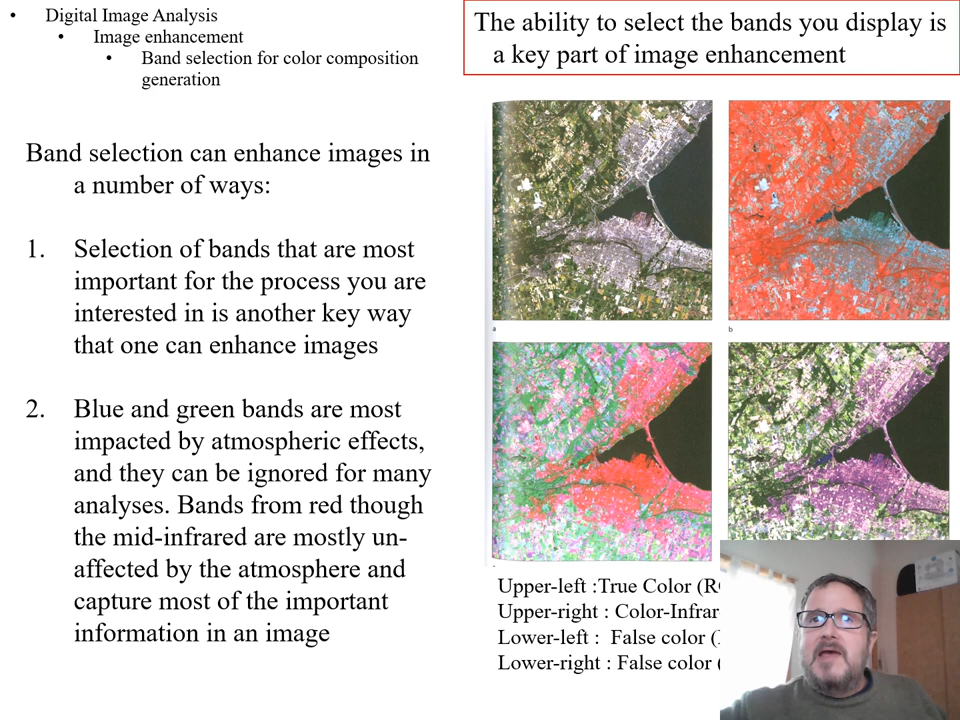 • Digital Image Analysis
• Image enhancement
• Band selection for color composition
generation
The ability to select the bands you display is
a key part of image enhancement
Band selection can enhance images in
a number of ways:
1. Selection of bands that are most
important for the process you are
interested in is another key way
that one can enhance images
2. Blue and green bands are most
impacted by atmospheric effects,
and they can be ignored for many
analyses. Bands from red though
the mid-infrared are mostly un-
affected by the atmosphere and
capture most of the important
information in an image
a
b
Upper-left :True Color
Upper-right : Color-Infrar
Lower-left : False color
Lower-right : False color (